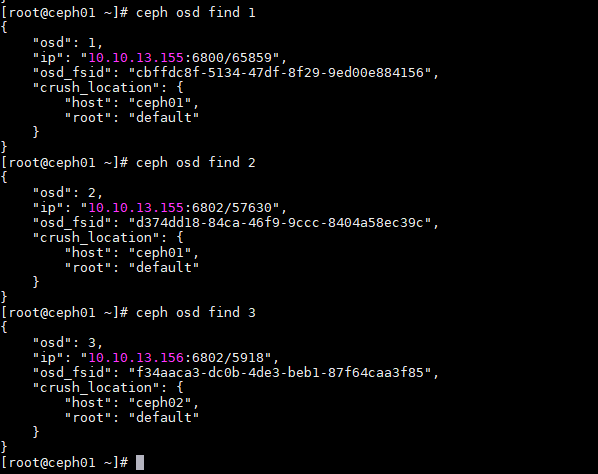 [root@ceph01 ~]# ceph osd find 1
{
    "osd": 1,
    "ip": "10.10.13.155:6800/65859",
    "osd_fsid": "cbffdc8f-5134-47df-8f29-9ed00e884156",
    "crush_location": {
        "host": "ceph01",
        "root": "default"
    }
}
[root@ceph01 ~]# ceph osd find 2
{
    "osd": 2,
    "ip": "10.10.13.155:6802/57630",
    "osd_fsid": "d374dd18-84ca-46f9-9ccc-8404a58ec39c",
    "crush_location": {
        "host": "ceph01",
        "root": "default"
    }
}
[root@ceph01 ~]# ceph osd find 3
{
    "osd": 3,
    "ip": "10.10.13.156:6802/5918",
    "osd_fsid": "f34aaca3-dc0b-4de3-beb1-87f64caa3f85",
    "crush_location": {
        "host": "ceph02",
        "root": "default"
    }
}
[root@ceph01 ~]#